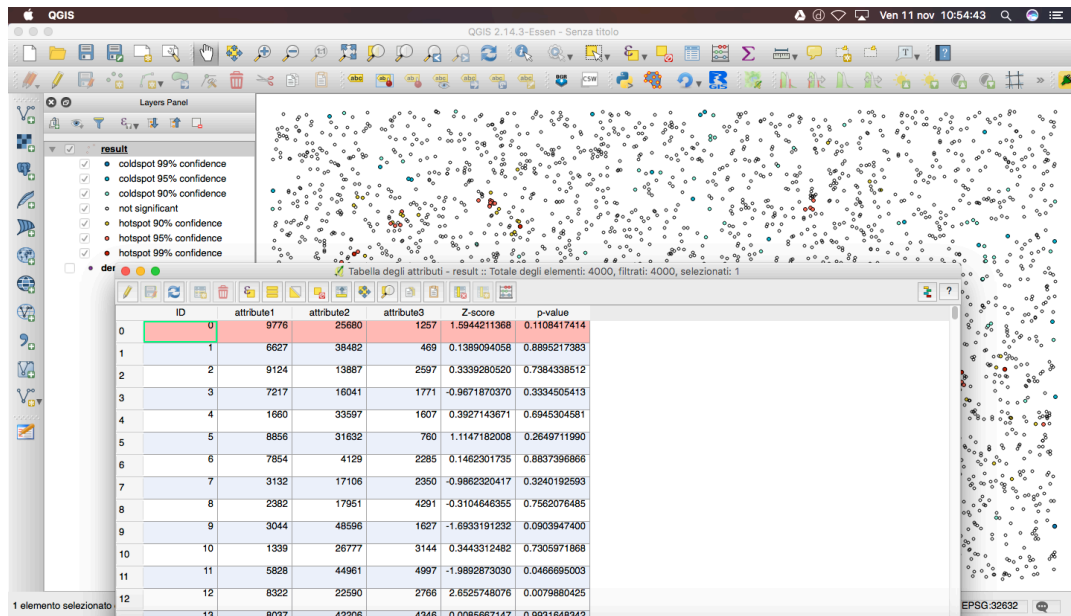 QGIS
Ven 11 nov 10:54:43
QGIS 2.14.3-Essen - Senza titolo
Layers Panel
result
coldspot 99% confidence
coldspot 95% confidence
coldspot 90% confidence
not significant
hotspot 90% confidence
hotspot 95% confidence
hotspot 99% confidence
der
Tabella degli attributi - result :: Totale degli elementi: 4000, filtrati: 4000, selezionati: 1
ID attribute1 attribute2 attribute3 Z-score p-value
0 0 9776 25680 1257 1.5944211368 0.1108417414
1 1 6627 38482 469 0.1389094058 0.8895217383
2 2 9124 13887 2597 0.3339280520 0.7384338512
3 3 7217 16041 1771 -0.9671870370 0.3334505413
4 4 1660 33597 1607 0.3927143671 0.6945304581
5 5 8856 31632 760 1.1147182008 0.2649711990
6 6 7854 4129 2285 0.1462301735 0.8837396866
7 7 3132 17106 2350 -0.9862320417 0.3240192593
8 8 2382 17951 4291 -0.3104646355 0.7562076485
9 9 3044 48596 1627 -1.6933191232 0.0903947400
10 10 1339 26777 3144 0.3443312482 0.7305971868
11 11 5828 44961 4997 -1.9892873030 0.0466695003
12 12 8322 22590 2766 2.6525748076 0.0079880425
13 8037 42206 4346 0.0085667147 0.9931648342
1 elemento selezionato
EPSG:32632